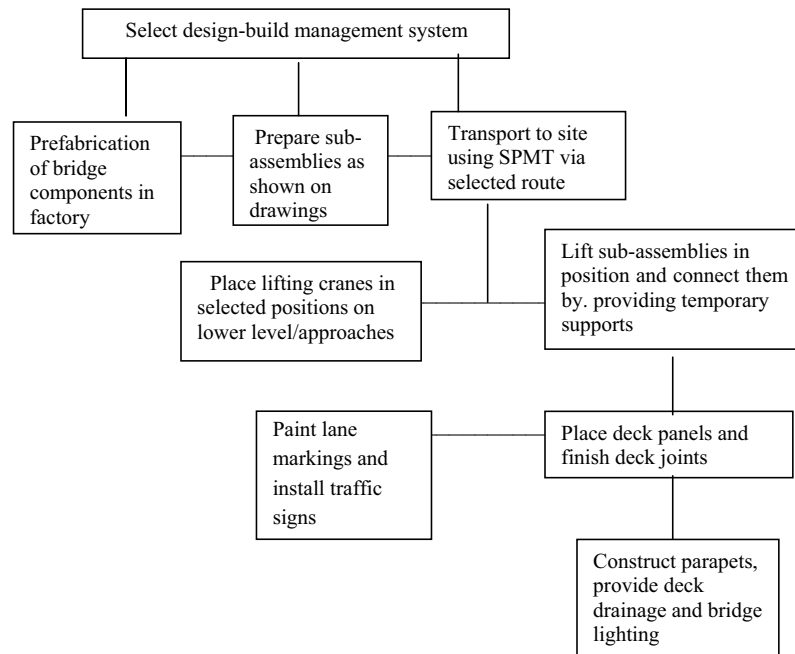 Select design-build management system
Prefabrication
of bridge
components in
factory
Prepare sub-
assemblies as
shown on
drawings
Transport to site
using SPMT via
selected route
Place lifting cranes in
selected positions on
lower level/approaches
Lift sub-assemblies in
position and connect them
by. providing temporary
supports
Paint lane
markings and
install traffic
signs
Place deck panels and
finish deck joints
Construct parapets,
provide deck
drainage and bridge
lighting